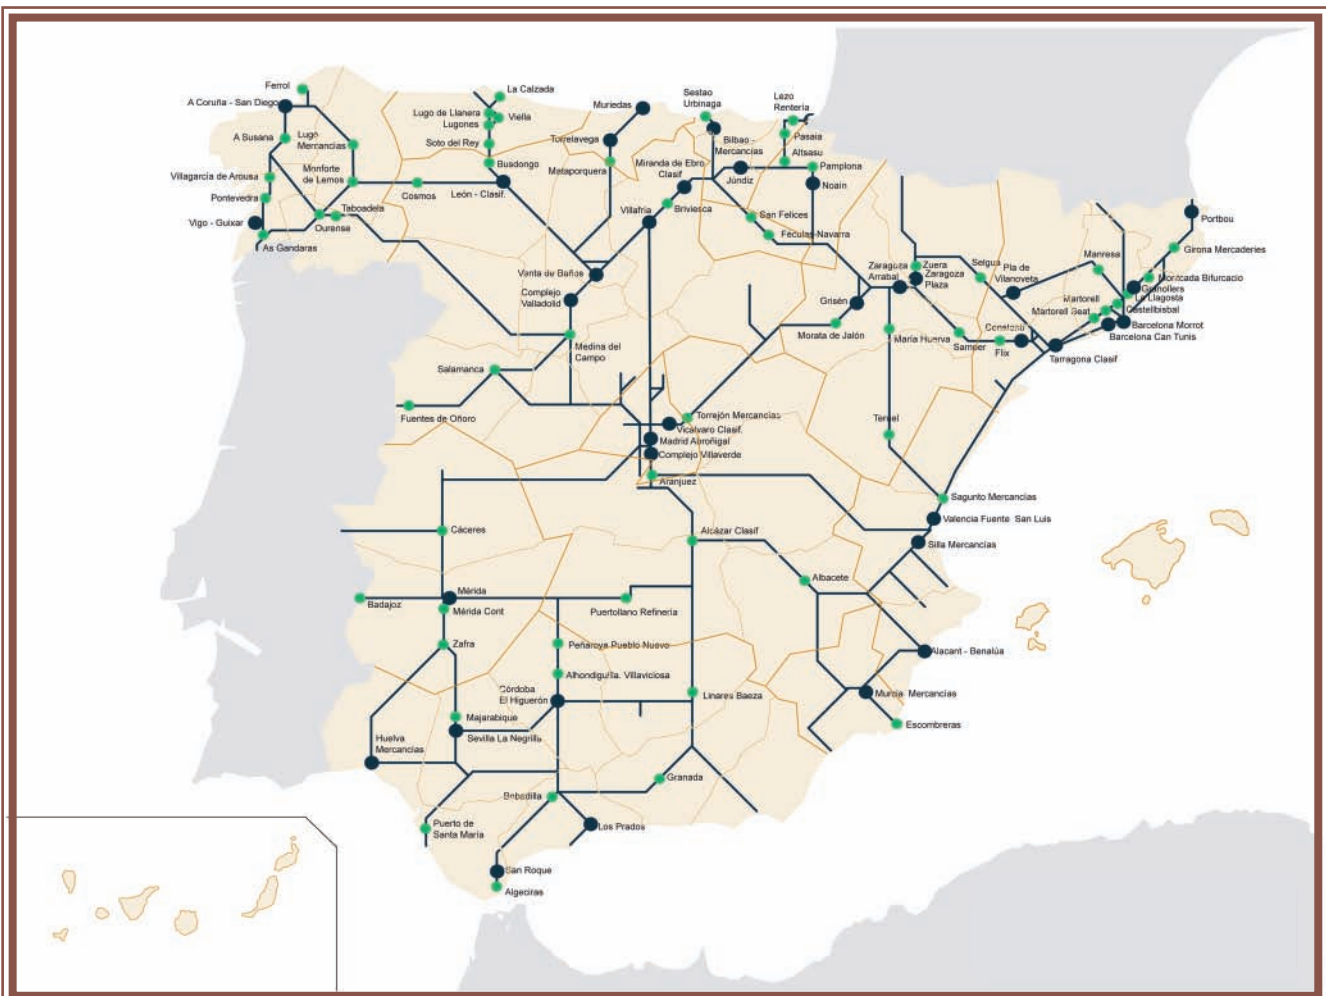 Ferrol
A Coruña - San Diego
A Susana
Lugo
Mercancías
Villagarcía de Arousa
Monforte
de Lemos
Pontevedra
Vigo - Guixar
As Gandaras
Ourense
Taboadela
Cosmos
La Calzada
Lugo de Llanera
Viella
Lugones
Soto del Rey
Busdongo
León - Clasif.
Muriedas
Torrelavega
Mataporquera
Sestao
Urbinaga
Bilbao -
Mercancías
Miranda de Ebro
Clasif
Júndiz
Lezo
Rentería
Pasaia
Altsasu
Pamplona
Noain
Villafría
Briviesca
San Felices
Féculas-Navarra
Venta de Baños
Complejo
Valladolid
Medina del
Campo
Salamanca
Fuentes de Oñoro
Grisén
Morata de Jalón
Zaragoza
Arrabal
Zuera
Zaragoza
Plaza
María Huerva
Selgua
Pla de
Vilanoveta
Samper
Flix
Constantí
Tarragona Clasif
Manresa
Martorell
Martorell Seat
Portbou
Girona Mercaderies
Montcada Bifurcacio
Granollers
La Llagosta
Castellbisbal
Barcelona Morrot
Barcelona Can Tunis
Teruel
Torrejón Mercancías
Vicálvaro Clasif.
Madrid Abroñigal
Complejo Villaverde
Aranjuez
Sagunto Mercancías
Valencia Fuente San Luis
Silla Mercancías
Cáceres
Alcázar Clasif
Albacete
Badajoz
Mérida
Mérida Cont
Zafra
Puertollano Refinería
Peñarroya Pueblo Nuevo
Alhondiguilla. Villaviciosa
Córdoba
El Higuerón
Linares Baeza
Alacant - Benalúa
Murcia Mercancías
Escombreras
Majarabique
Sevilla La Negrilla
Huelva
Mercancías
Granada
Bobadilla
Los Prados
Puerto de
Santa María
San Roque
Algeciras